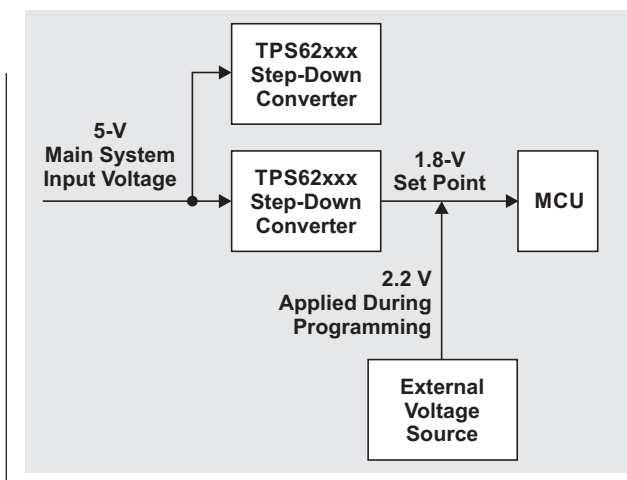 TPS62xxx
Step-Down
Converter
5-V
Main System
Input Voltage
TPS62xxx
Step-Down
Converter
1.8-V
Set Point
MCU
2.2 V
Applied During
Programming
External
Voltage
Source